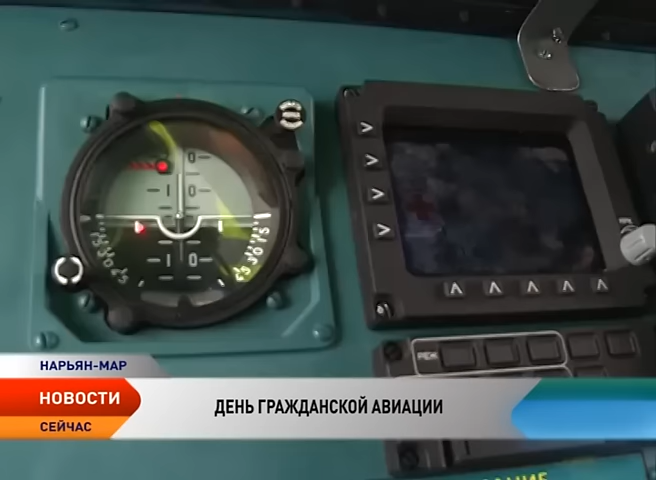 НАРЬЯН-МАР
НОВОСТИ
ДЕНЬ ГРАЖДАНСКОЙ АВИАЦИИ
СЕЙЧАС
РЕЖ